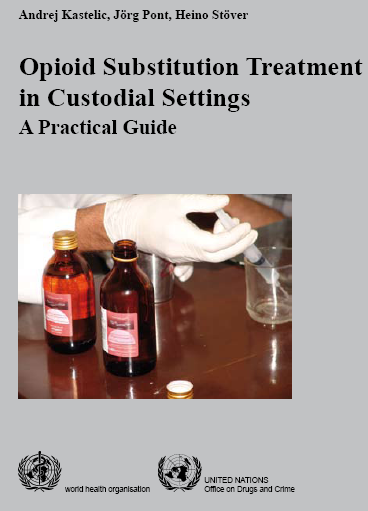 Andrej Kastelic, Jörg Pont, Heino Stöver
Opioid Substitution Treatment
in Custodial Settings
A Practical Guide
world health organisation
UNITED NATIONS
Office on Drugs and Crime